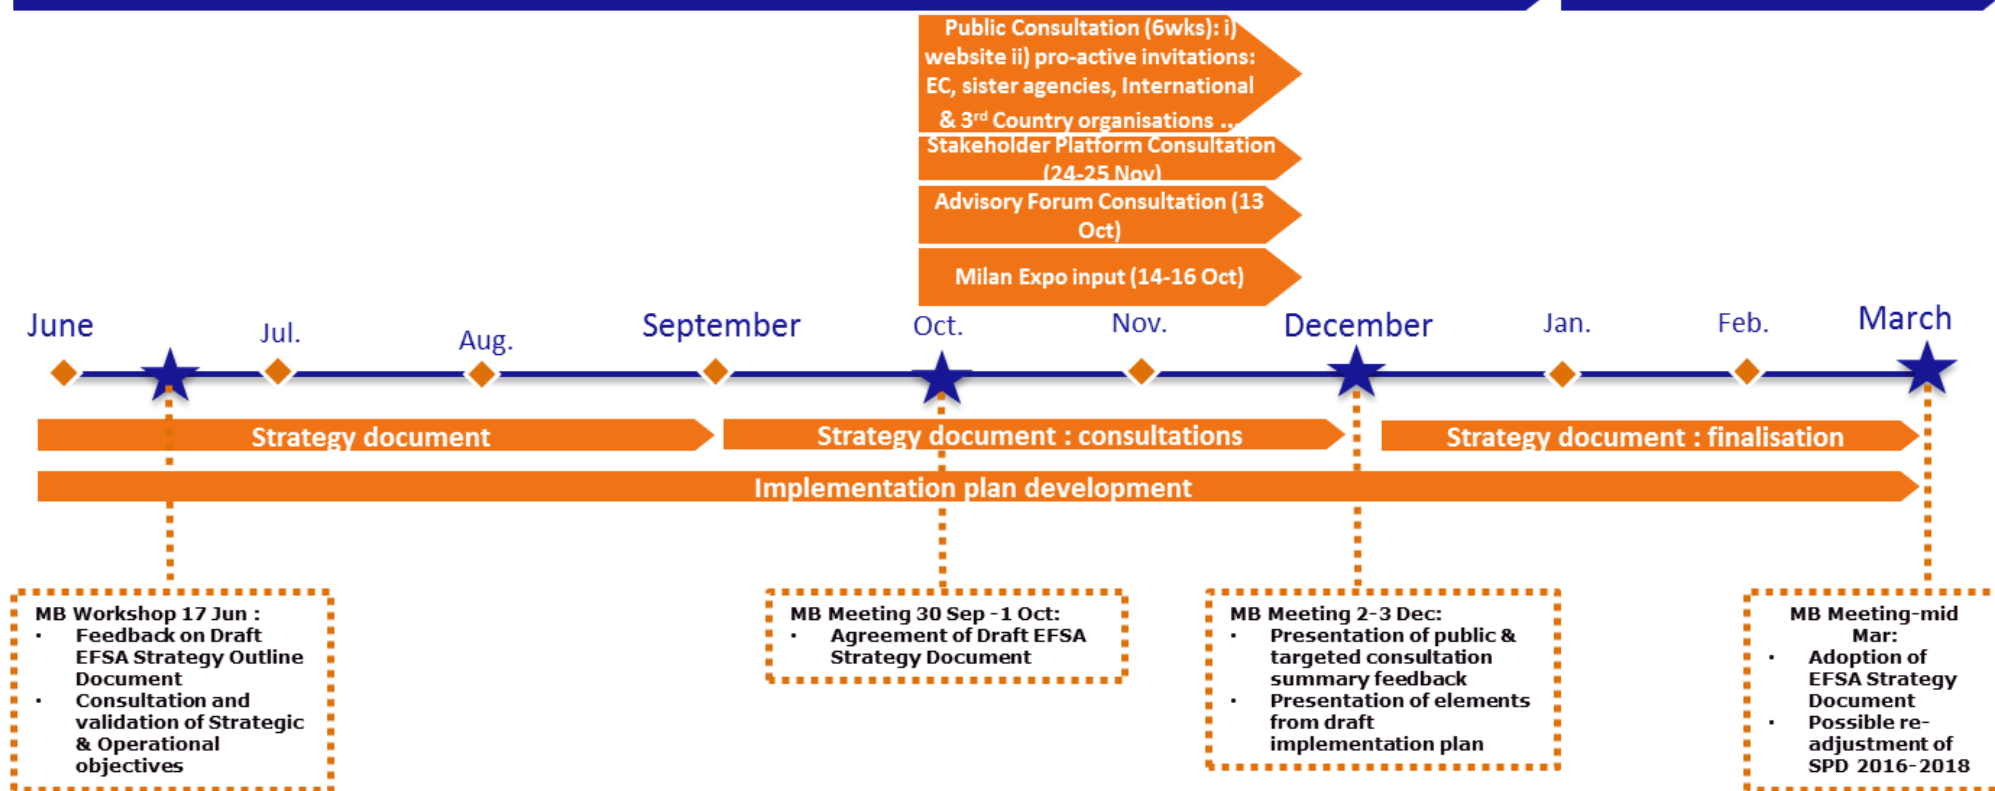 Public Consultation (6wks): i)
website ii) pro-active invitations:
EC, sister agencies, International
& 3rd Country organisations ...
Stakeholder Platform Consultation
(24-25 Nov)
Advisory Forum Consultation (13
Oct)
Milan Expo input (14-16 Oct)
June
Jul.
Aug.
September
Oct.
Nov.
December
Jan.
Feb.
March
Strategy document
Strategy document : consultations
Strategy document : finalisation
Implementation plan development
MB Workshop 17 Jun :
• Feedback on Draft
EFSA Strategy Outline
Document
• Consultation and
validation of Strategic
& Operational
objectives
MB Meeting 30 Sep -1 Oct:
• Agreement of Draft EFSA
Strategy Document
MB Meeting 2-3 Dec:
• Presentation of public &
targeted consultation
summary feedback
• Presentation of elements
from draft
implementation plan
MB Meeting-mid
Mar:
• Adoption of
EFSA Strategy
Document
• Possible re-
adjustment of
SPD 2016-2018